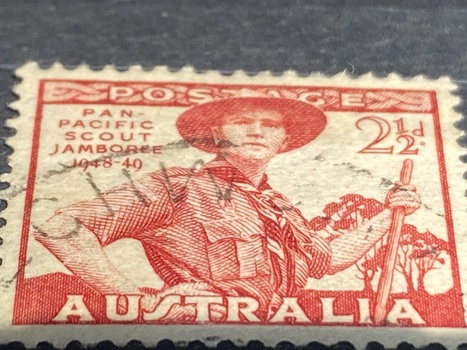 POSTAGE
PAN-
PACIFIC
SCOUT
JAMBOREE
1948-49
2½d.
AUSTRALIA